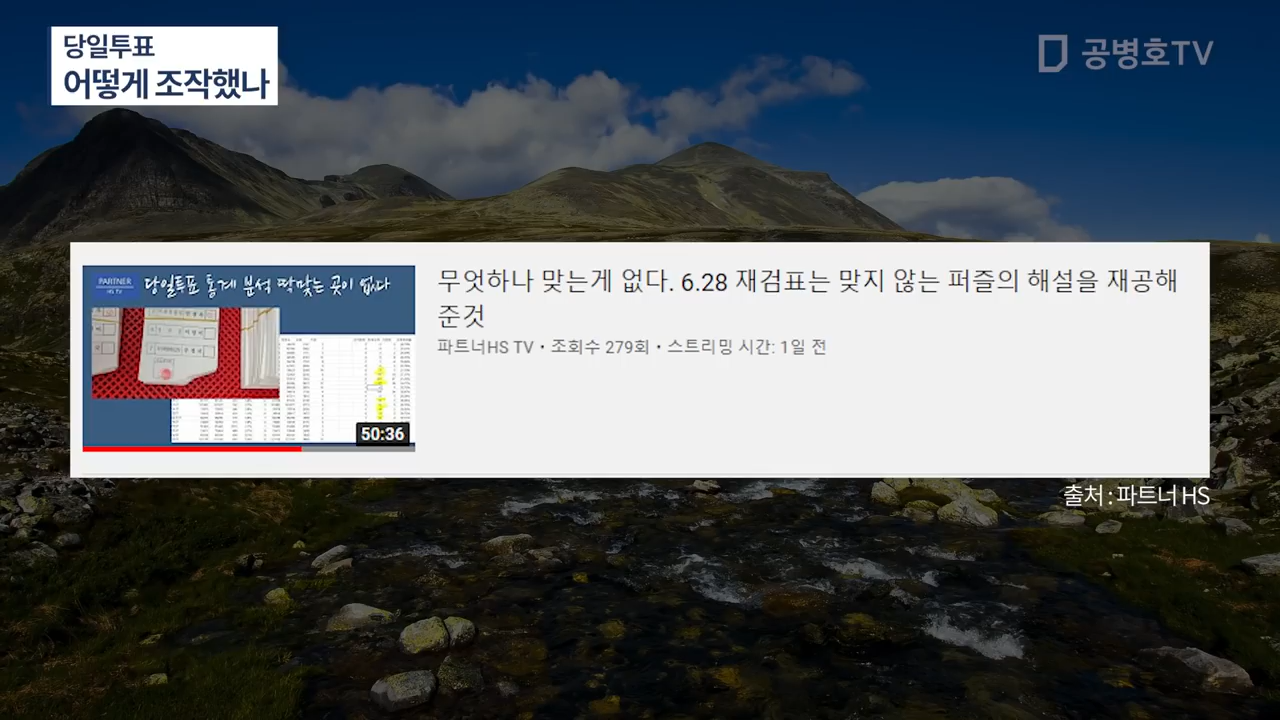 당일투표
어떻게 조작했나
공병호TV
PARTNER
HS TV
당일투표 통계 분석 딱맞는 곳이 없다
50:36
무엇하나 맞는게 없다. 6.28 재검표는 맞지 않는 퍼즐의 해설을 재공해
준것
파트너HS TV • 조회수 279회 • 스트리밍 시간: 1일 전
출처 : 파트너 HS